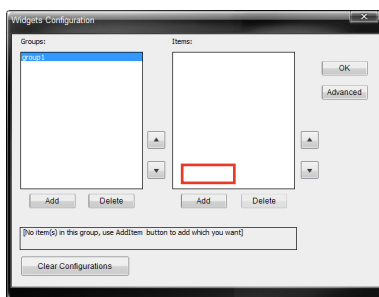 Widgets Configuration
Groups:
Items:
group1
OK
Advanced
Add
Delete
Add
Delete
[No item(s) in this group, use AddItem button to add which you want]
Clear Configurations